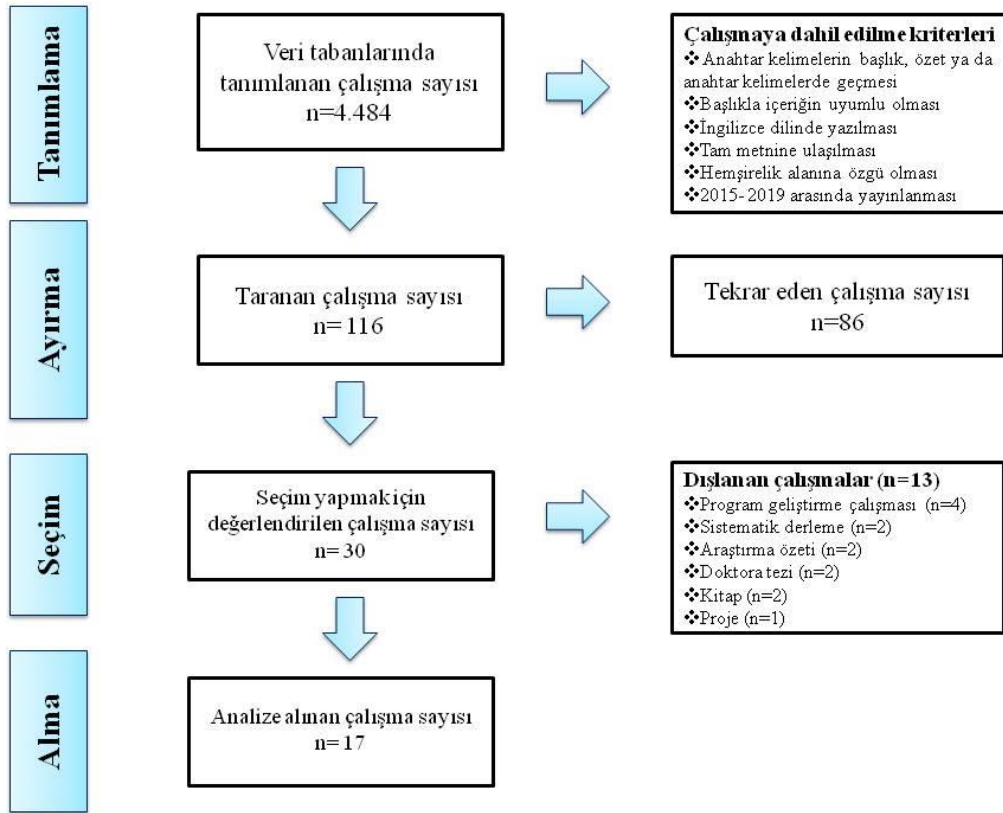 Tanımlama
Veri tabanlarında
tanımlanan çalışma sayısı
n=4.484
Çalışmaya dahil edilme kriterleri
❖Anahtar kelimelerin başlık, özet ya da
anahtar kelimelerde geçmesi
❖Başlıkla içeriğin uyumlu olması
❖İngilizce dilinde yazılması
❖Tam metnine ulaşılması
❖Hemşirelik alanına özgü olması
❖2015-2019 arasında yayınlanması
Ayırma
Taranan çalışma sayısı
n=116
Tekrar eden çalışma sayısı
n=86
Seçim
Seçim yapmak için
değerlendirilen çalışma sayısı
n=30
Dışlanan çalışmalar (n=13)
❖Program geliştirme çalışması (n=4)
❖Sistematik derleme (n=2)
❖Araştırma özeti (n=2)
❖Doktora tezi (n=2)
❖Kitap (n=2)
❖Proje (n=1)
Alma
Analize alınan çalışma sayısı
n=17